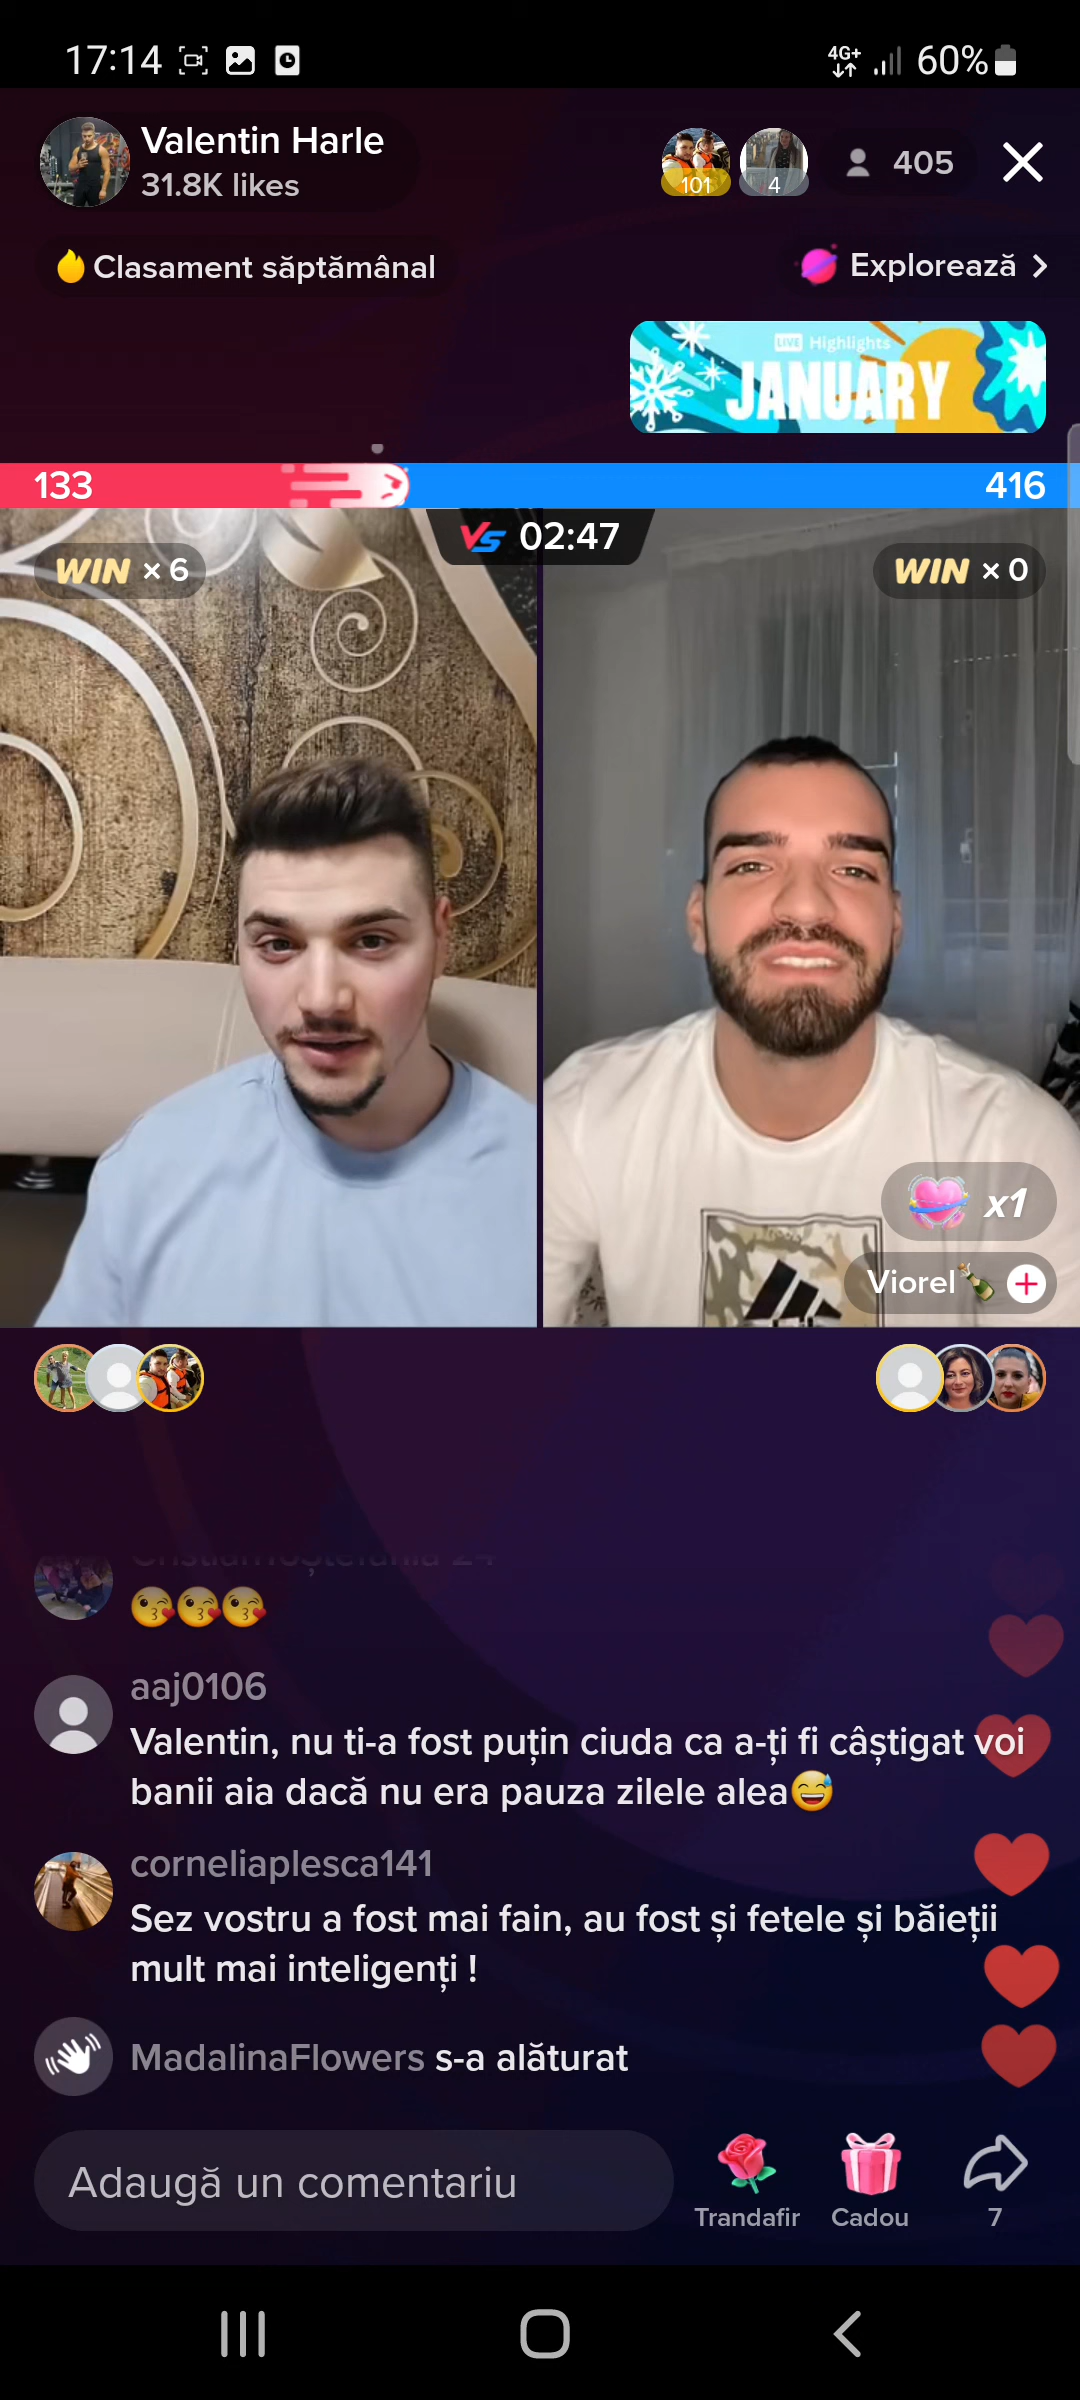 17:14
4G+ 60%
Valentin Harle
31.8K likes
101
4
405
Clasament săptămânal
Explorează
LIVE Highlights
JANUARY
133
416
VS 02:47
WIN × 6
WIN × 0
x1
Viorel
aaj0106
Valentin, nu ti-a fost puțin ciuda ca a-ți fi câștigat voi
banii aia dacă nu era pauza zilele alea
corneliaplesca141
Sez vostru a fost mai fain, au fost și fetele și băieții
mult mai inteligenți !
MadalinaFlowers s-a alăturat
Adaugă un comentariu
Trandafir
Cadou
7